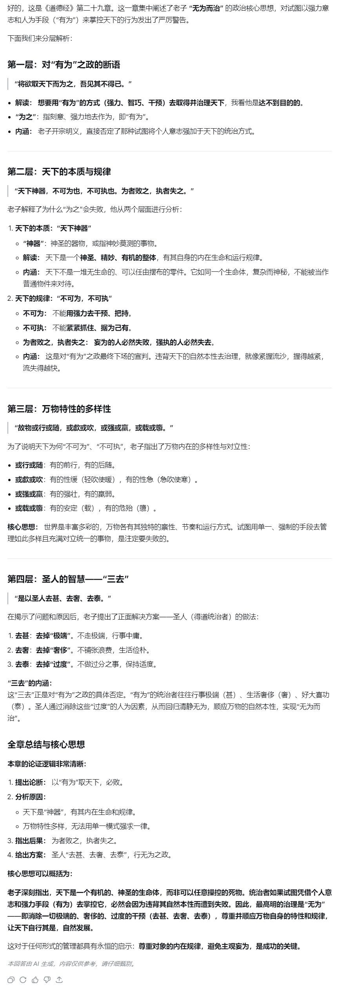 好的，这是《道德经》第二十九章。这一章集中阐述了老子 “无为而治” 的政治核心思想，对试图以强力意
志和人为手段（“有为”）来掌控天下的行为发出了严厉警告。
下面我们来分层解析：
第一层：对“有为”之政的断语
“将欲取天下而为之，吾见其不得已。”
• 解读： 想要用“有为”的方式（强力、智巧、干预）去取得并治理天下，我看他是达不到目的的。
• “为之”：指刻意、强力地去作为，即“有为”。
• 内涵： 老子开宗明义，直接否定了那种试图将个人意志强加于天下的统治方式。
第二层：天下的本质与规律
“天下神器，不可为也，不可执也。为者败之，执者失之。”
老子解释了为什么“为之”会失败，他从两个层面进行分析：
1. 天下的本质：“天下神器”
◦ “神器”：神圣的器物，或指神妙莫测的事物。
◦ 解读： 天下是一个神圣、精妙、有机的整体，有其自身的内在生命和运行规律。
◦ 内涵： 天下不是一堆无生命的、可以任由摆布的零件。它如同一个生命体，复杂而神秘，不能被当作
普通物件来对待。
2. 天下的规律：“不可为，不可执”
◦ 不可为： 不能用强力去干预、把持。
◦ 不可执： 不能紧紧抓住、据为己有。
◦ 为者败之，执者失之： 妄为的人必然失败，强执的人必然失去。
◦ 内涵： 这是对“有为”之政最终下场的宣判。违背天下的自然本性去治理，就像紧握流沙，握得越紧，
流失得越快。
第三层：万物特性的多样性
“故物或行或随，或歔或吹，或强或羸，或载或隳。”
为了说明天下为何“不可为”、“不可执”，老子指出了万物内在的多样性与对立性：
• 或行或随：有的前行，有的后随。
• 或歔或吹：有的性缓（轻吹使暖），有的性急（急吹使寒）。
• 或强或羸：有的强壮，有的羸弱。
• 或载或隳：有的安定（载），有的危殆（隳）。
核心思想： 世界是丰富多彩的，万物各有其独特的禀性、节奏和运行方式。试图用单一、强制的手段去管
理如此多样且充满对立统一的事物，是注定要失败的。
第四层：圣人的智慧——“三去”
“是以圣人去甚、去奢、去泰。”
在揭示了问题和原因后，老子提出了正面解决方案——圣人（得道统治者）的做法：
1. 去甚：去掉“极端”。不走极端，行事中庸。
2. 去奢：去掉“奢侈”。不铺张浪费，生活俭朴。
3. 去泰：去掉“过度”。不做过分之事，保持适度。
“三去”的内涵：
这“三去”正是对“有为”之政的具体否定。“有为”的统治者往往行事极端（甚）、生活奢侈（奢）、好大喜功
（泰）。圣人通过消除这些“过度”的人为因素，从而回归清静无为，顺应万物的自然本性，实现“无为而
治”。
全章总结与核心思想
本章的论证逻辑非常清晰：
1. 提出论断： 以“有为”取天下，必败。
2. 分析原因：
◦ 天下是“神器”，有其内在生命和规律。
◦ 万物特性多样，无法用单一模式强求一律。
3. 指出后果： 为者败之，执者失之。
4. 给出方案： 圣人“去甚、去奢、去泰”，行无为之政。
核心思想可以概括为：
老子深刻指出，天下是一个有机的、神圣的生命体，而非可以任意操控的死物。统治者如果试图凭借个人意
志和强力手段（有为）去掌控它，必然会因为违背其自然本性而遭到失败。因此，最高明的治理是“无为”
——即消除一切极端的、奢侈的、过度的干预（去甚、去奢、去泰），尊重并顺应万物自身的特性和规律，
让天下自行其是，自然发展。
这对于任何形式的管理都具有永恒的启示：尊重对象的内在规律，避免主观妄为，是成功的关键。
本回答由 AI 生成，内容仅供参考，请仔细甄别。